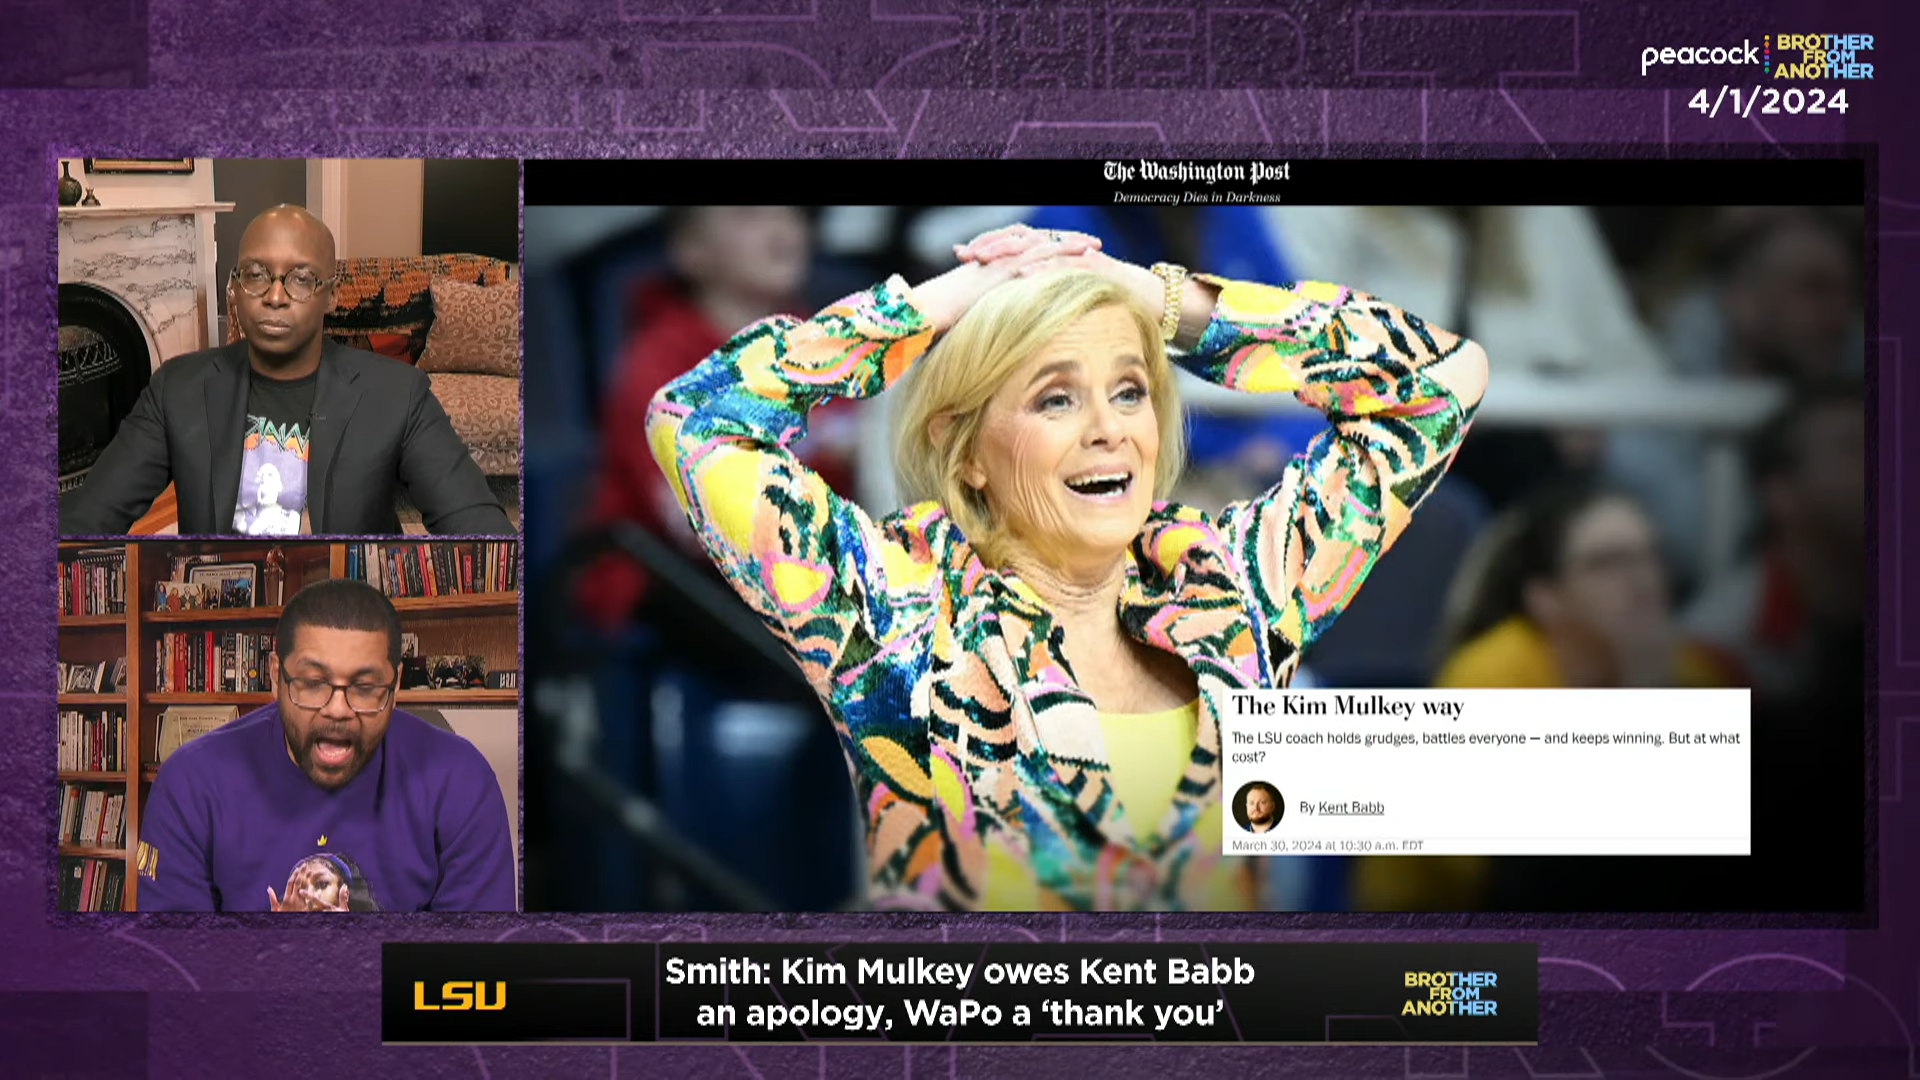 peacock
BROTHER
FROM
ANOTHER
4/1/2024
The Washington Post
Democracy Dies in Darkness
The Kim Mulkey way
The LSU coach holds grudges, battles everyone — and keeps winning. But at what
cost?
By Kent Babb
March 30, 2024 at 10:30 a.m. EDT
LSU
Smith: Kim Mulkey owes Kent Babb
an apology, WaPo a ‘thank you’
BROTHER
FROM
ANOTHER